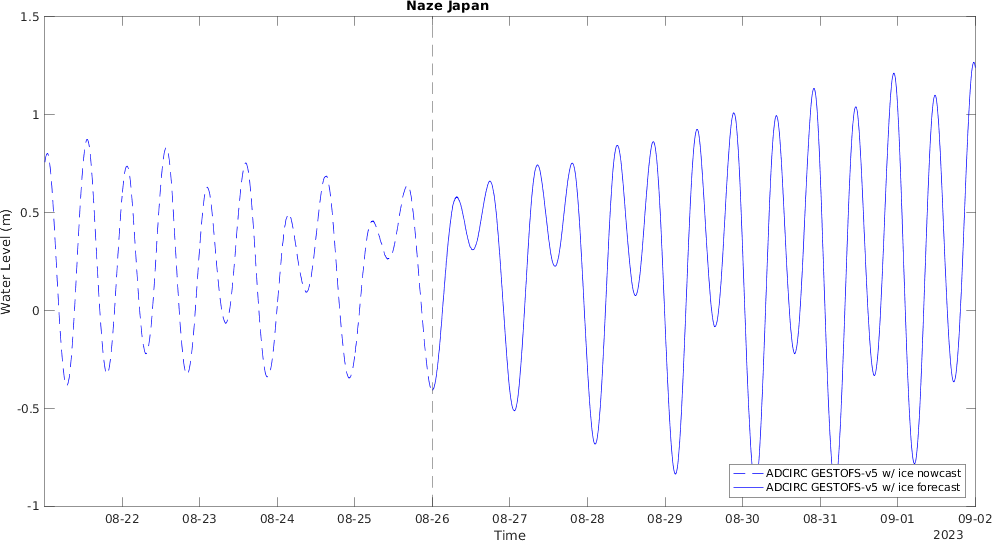 Naze Japan
1.5
1
0.5
0
-0.5
-1
Water Level (m)
ADCIRC GESTOFS-v5 w/ ice nowcast
ADCIRC GESTOFS-v5 w/ ice forecast
08-22 08-23 08-24 08-25 08-26 08-27 08-28 08-29 08-30 08-31 09-01 09-02
Time
2023